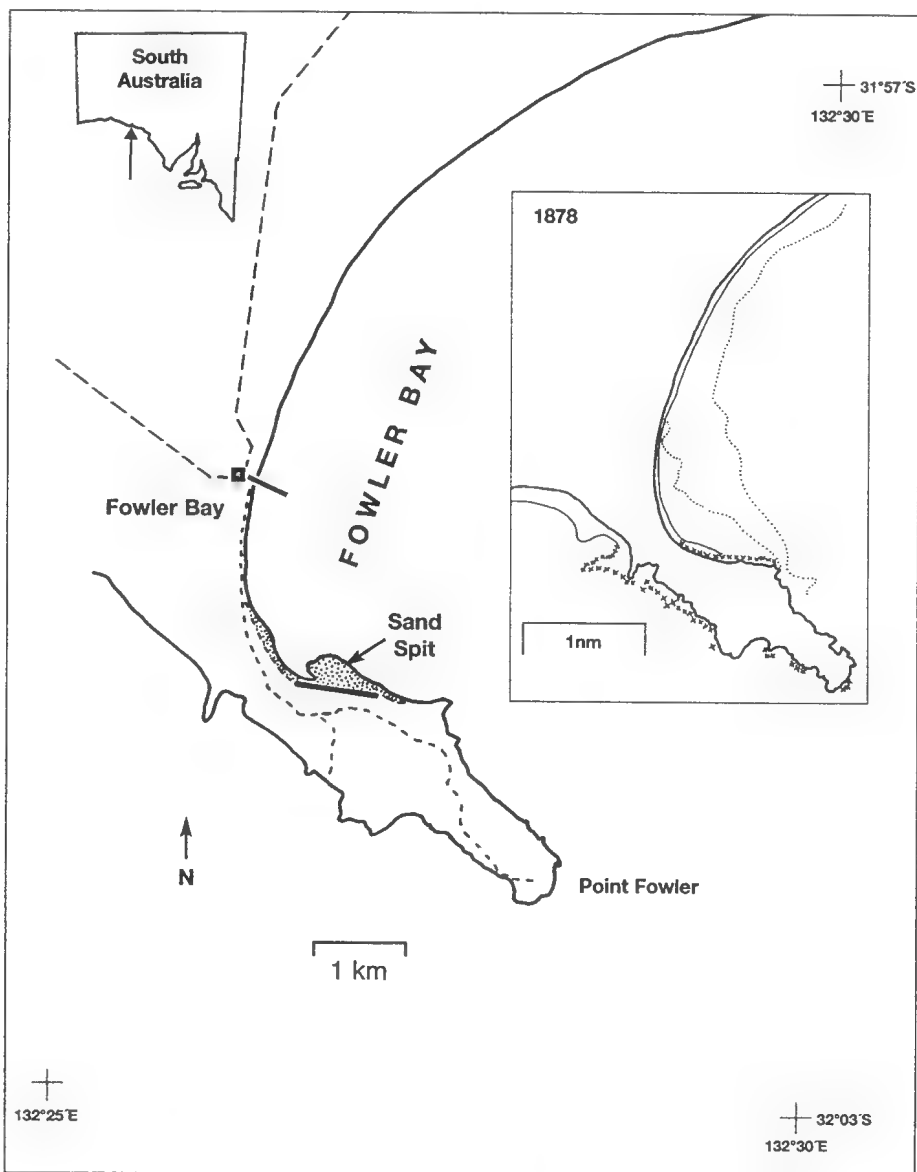 South
Australia
31°57´S
132°30´E
1878
FOWLER BAY
Fowler Bay
1nm
Sand
Spit
N
Point Fowler
1 km
132°25´E
32°03´S
132°30´E